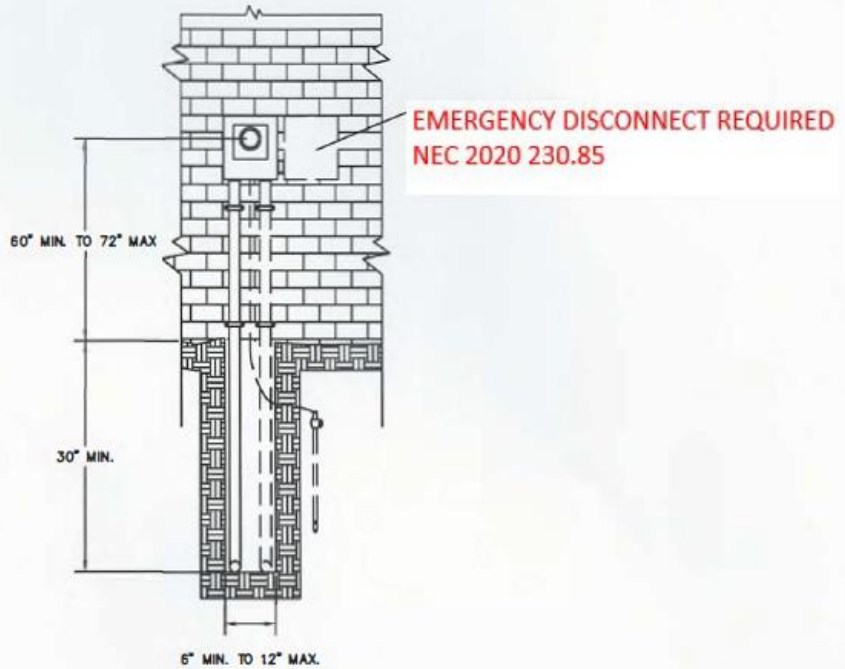 EMERGENCY DISCONNECT REQUIRED
NEC 2020 230.85
60" MIN. TO 72" MAX
30" MIN.
6" MIN. TO 12" MAX.